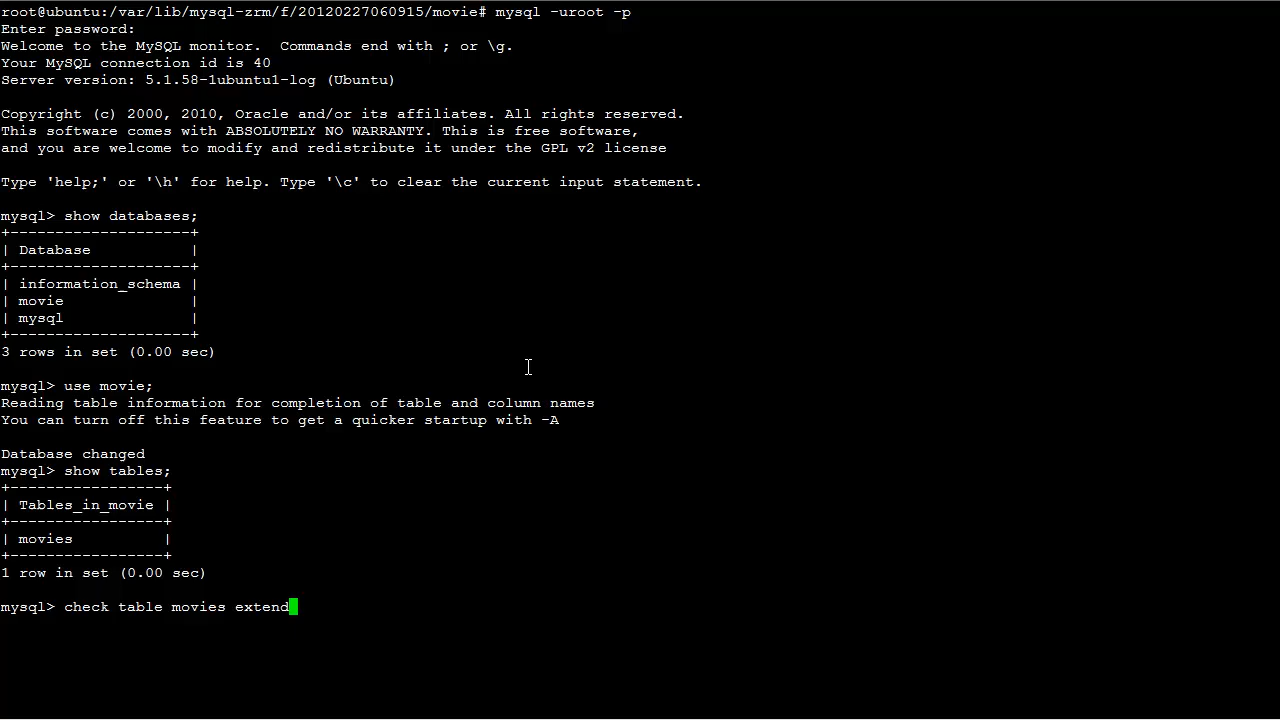 root@ubuntu:/var/lib/mysql-zrm/f/20120227060915/movie# mysql -uroot -p
Enter password:
Welcome to the MySQL monitor.  Commands end with ; or \g.
Your MySQL connection id is 40
Server version: 5.1.58-1ubuntu1-log (Ubuntu)
Copyright (c) 2000, 2010, Oracle and/or its affiliates. All rights reserved.
This software comes with ABSOLUTELY NO WARRANTY. This is free software,
and you are welcome to modify and redistribute it under the GPL v2 license
Type 'help;' or '\h' for help. Type '\c' to clear the current input statement.
mysql> show databases;
+--------------------+
| Database           |
+--------------------+
| information_schema |
| movie              |
| mysql              |
+--------------------+
3 rows in set (0.00 sec)
mysql> use movie;
Reading table information for completion of table and column names
You can turn off this feature to get a quicker startup with -A
Database changed
mysql> show tables;
+-----------------+
| Tables_in_movie |
+-----------------+
| movies          |
+-----------------+
1 row in set (0.00 sec)
mysql> check table movies extend